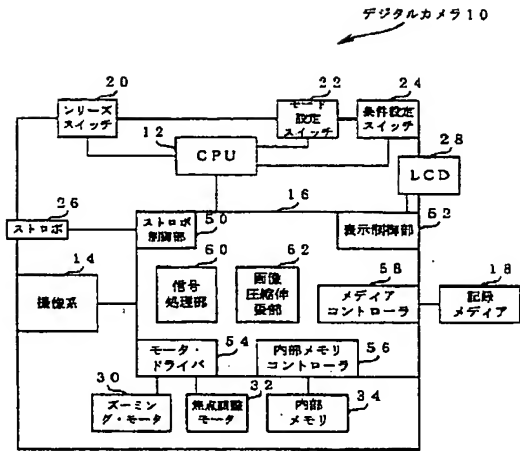 デジタルカメラ10
20
22
24
シリーズ
スイッチ
モード
設定
スイッチ
条件設定
スイッチ
12
CPU
28
LCD
26
ストロボ
16
ストロボ
制御部
50
表示制御部
52
14
撮像系
60
信号
処理部
62
画像
圧縮伸
張部
58
メディア
コントローラ
18
記録
メディア
モータ・
ドライバ
54
内部メモリ
コントローラ
56
30
ズーミン
グ・モータ
32
焦点調整
モータ
内部
メモリ
34